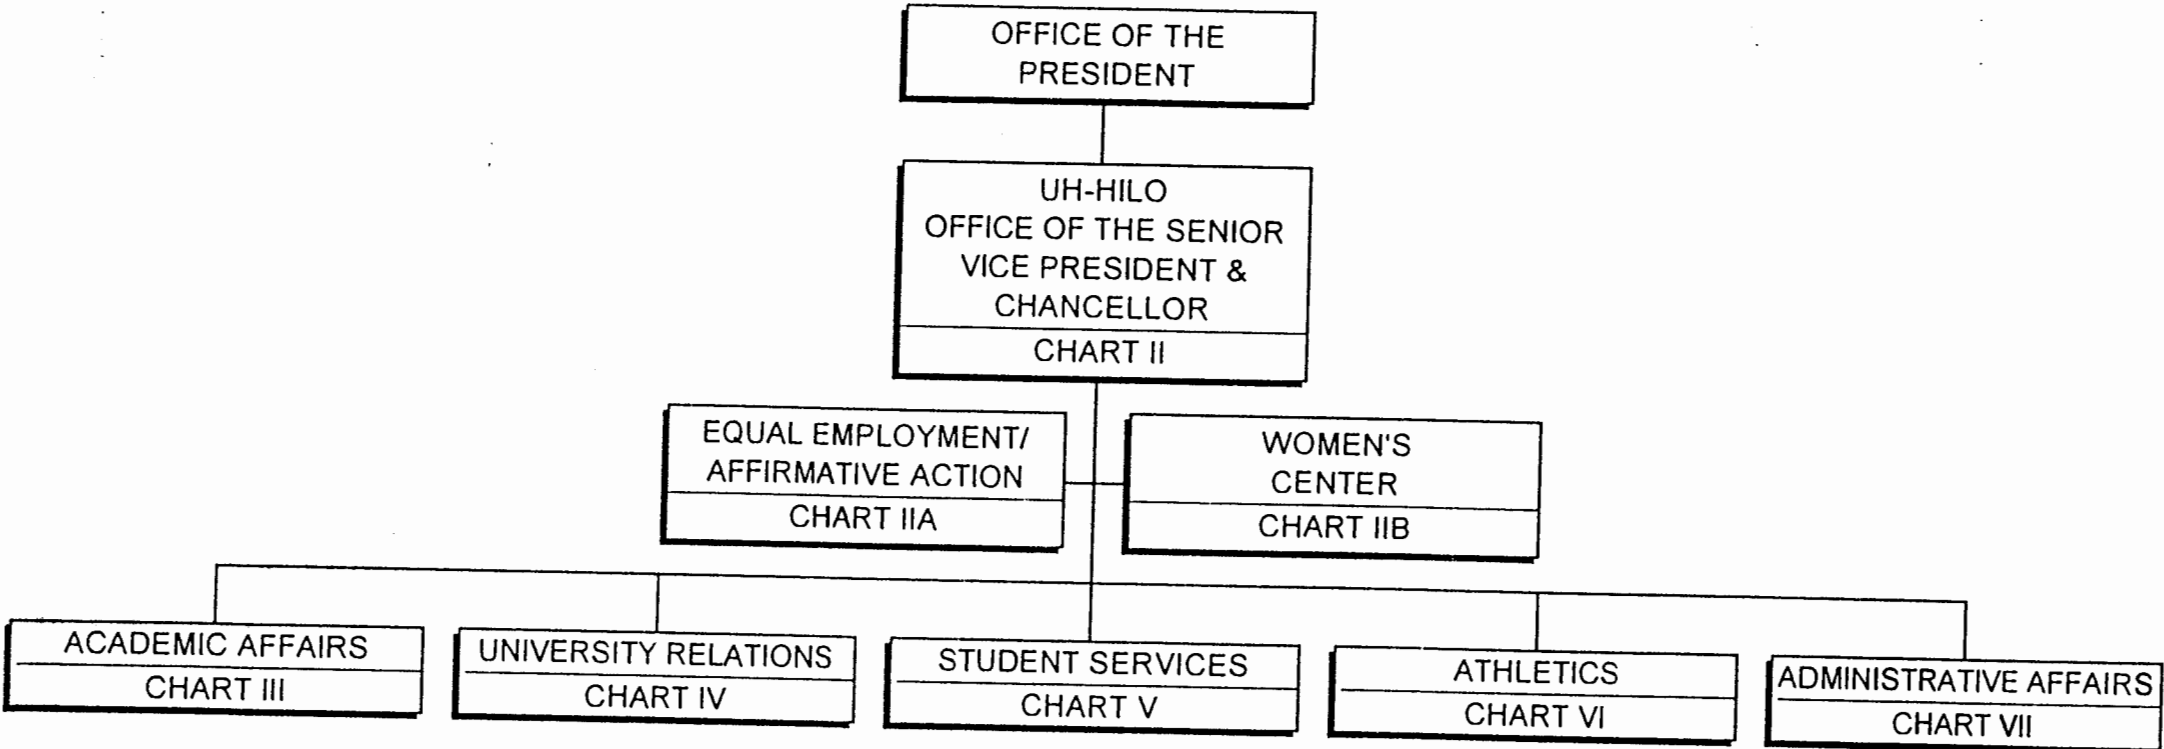 OFFICE OF THE
PRESIDENT
UH-HILO
OFFICE OF THE SENIOR
VICE PRESIDENT &
CHANCELLOR
CHART II
EQUAL EMPLOYMENT/
AFFIRMATIVE ACTION
CHART IIA
WOMEN'S
CENTER
CHART IIB
ACADEMIC AFFAIRS
CHART III
UNIVERSITY RELATIONS
CHART IV
STUDENT SERVICES
CHART V
ATHLETICS
CHART VI
ADMINISTRATIVE AFFAIRS
CHART VII